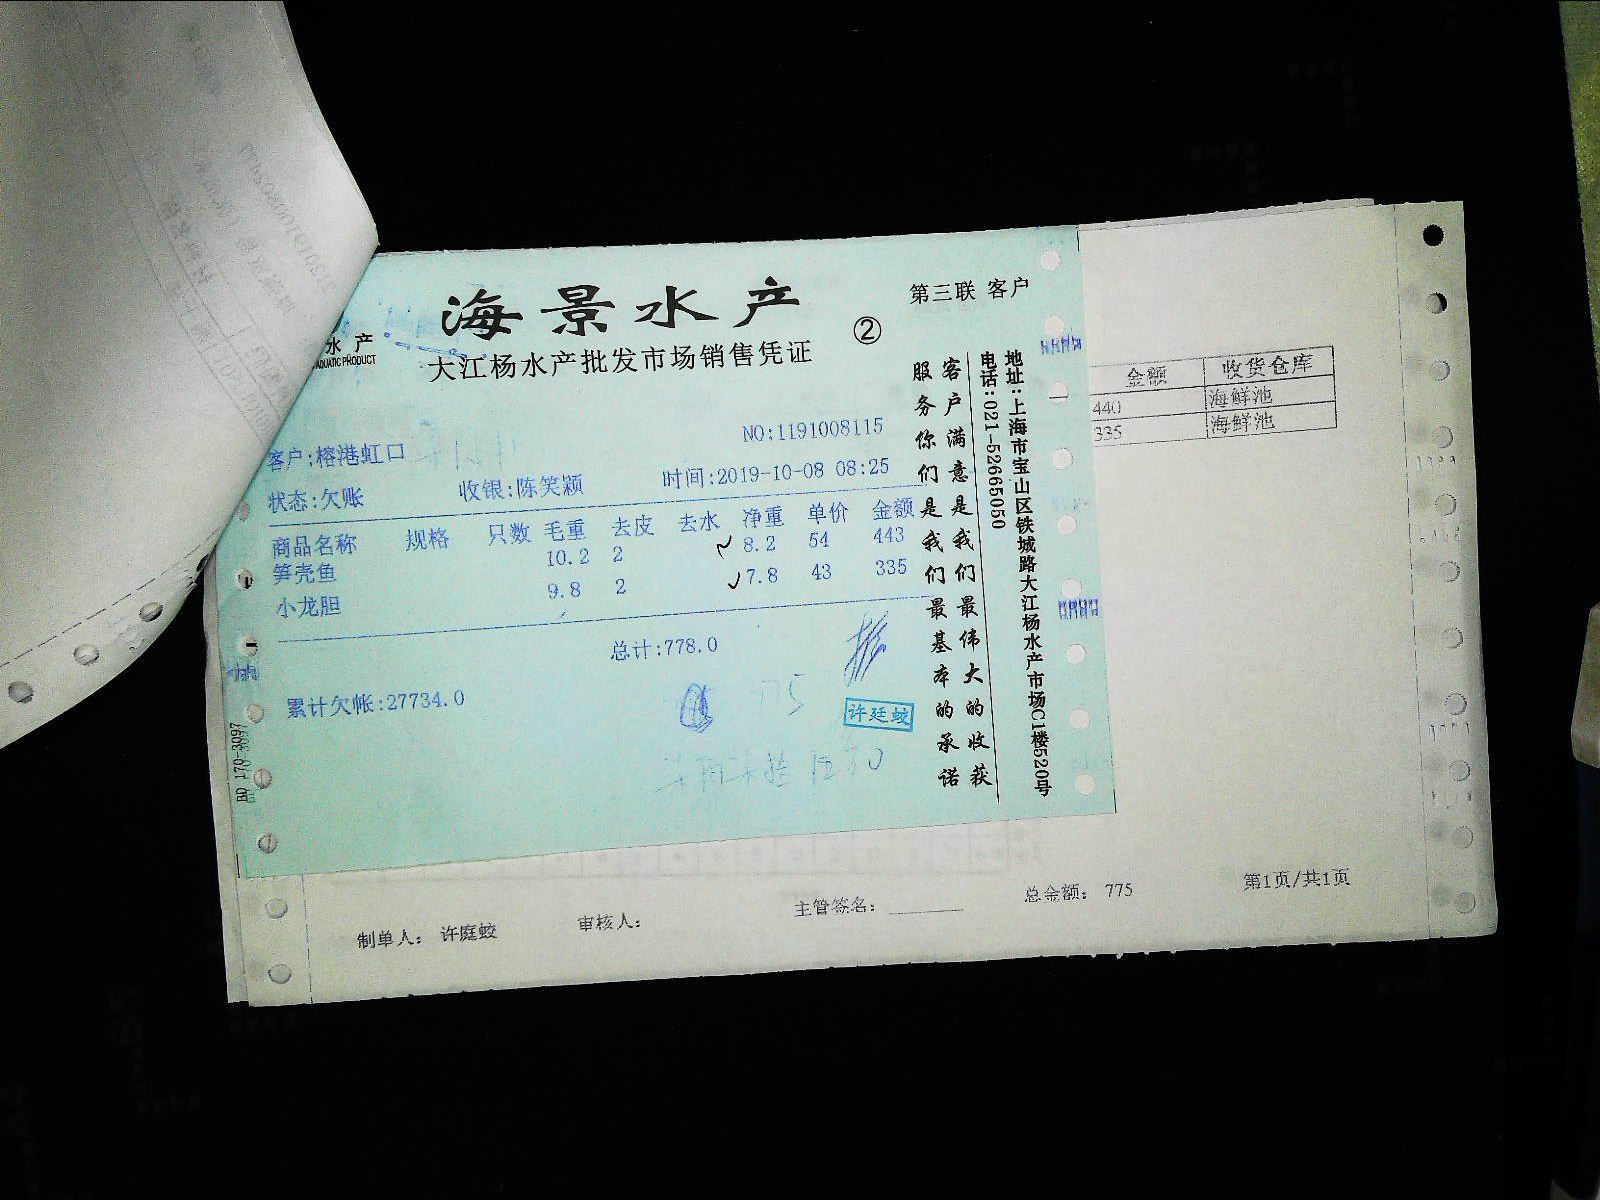 海景水产
第三联 客户
水产
AQUATIC PRODUCT
大江杨水产批发市场销售凭证
②
NO:1191008115
客户:榕港虹口
状态:欠账 收银:陈笑颖 时间:2019-10-08 08:25
商品名称 规格 只数 毛重 去皮 去水 净重 单价 金额
笋壳鱼 10.2 2 8.2 54 443
小龙胆 9.8 2 7.8 43 335
总计:778.0
累计欠帐:27734.0
775
许廷蛟
客户满意是我们最伟大的收获
服务你们是我们最基本的承诺
地址:上海市宝山区铁城路大江杨水产市场C1楼520号
电话:021-52665050
BD 170-3097
金额 收货仓库
440 海鲜池
335 海鲜池
制单人: 许庭蛟 审核人: 主管签名: 总金额: 775 第1页/共1页